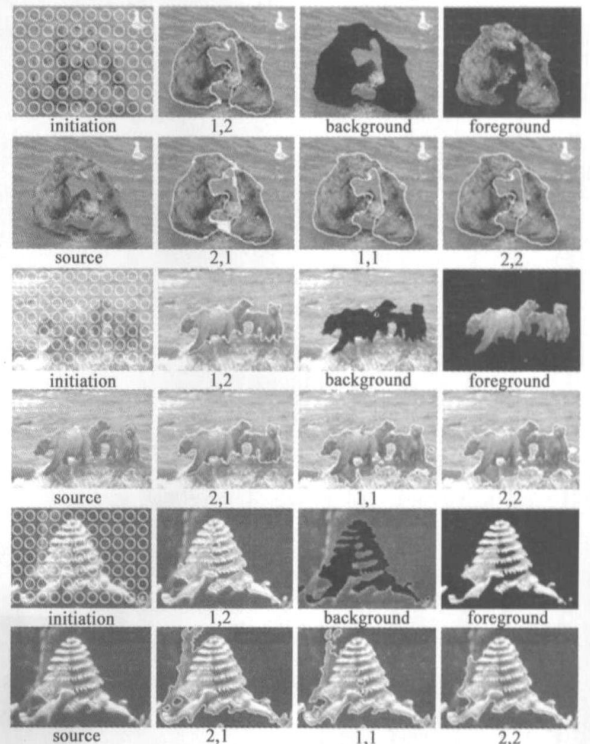 initiation 1,2 background foreground
source 2,1 1,1 2,2
initiation 1,2 background foreground
source 2,1 1,1 2,2
initiation 1,2 background foreground
source 2,1 1,1 2,2